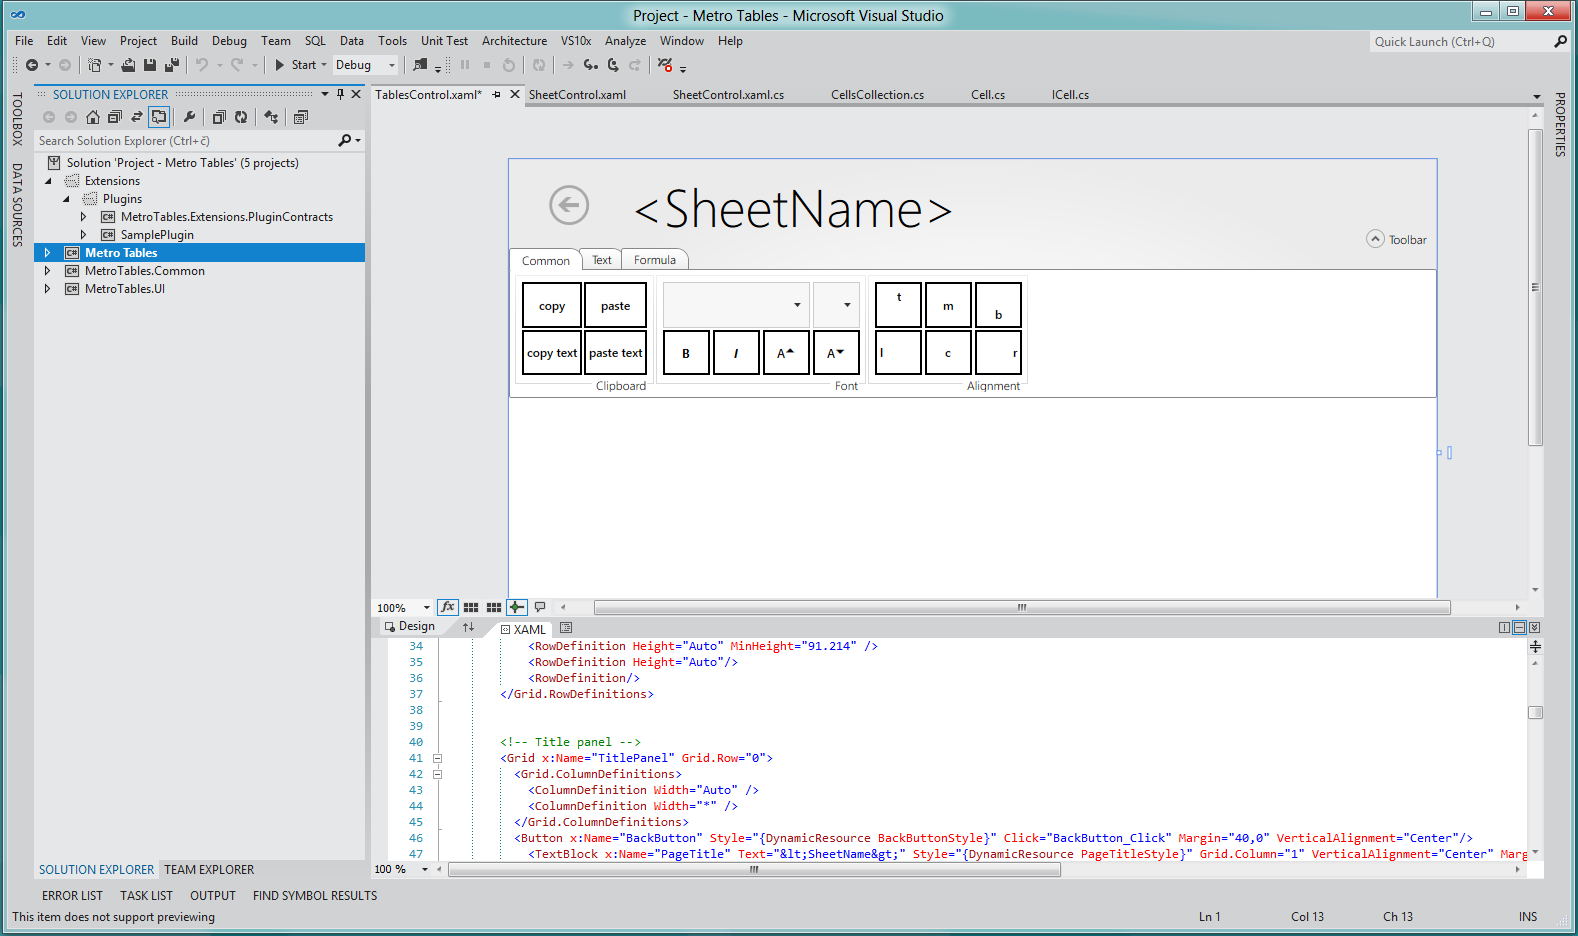 Project - Metro Tables - Microsoft Visual Studio
File Edit View Project Build Debug Team SQL Data Tools Unit Test Architecture VS10x Analyze Window Help
Quick Launch (Ctrl+Q)
Start Debug
TOOLBOX
DATA SOURCES
SOLUTION EXPLORER
Search Solution Explorer (Ctrl+č)
Solution 'Project - Metro Tables' (5 projects)
Extensions
Plugins
C# MetroTables.Extensions.PluginContracts
C# SamplePlugin
C# Metro Tables
C# MetroTables.Common
C# MetroTables.UI
SOLUTION EXPLORER TEAM EXPLORER
TablesControl.xaml* SheetControl.xaml SheetControl.xaml.cs CellsCollection.cs Cell.cs ICell.cs
PROPERTIES
<SheetName>
Toolbar
Common Text Formula
copy paste
copy text paste text
Clipboard
B I A A
Font
t m b
l c r
Alignment
100% fx
Design XAML
34 <RowDefinition Height="Auto" MinHeight="91.214" />
35 <RowDefinition Height="Auto"/>
36 <RowDefinition/>
37 </Grid.RowDefinitions>
38
39
40 <!-- Title panel -->
41 <Grid x:Name="TitlePanel" Grid.Row="0">
42 <Grid.ColumnDefinitions>
43 <ColumnDefinition Width="Auto" />
44 <ColumnDefinition Width="*" />
45 </Grid.ColumnDefinitions>
46 <Button x:Name="BackButton" Style="{DynamicResource BackButtonStyle}" Click="BackButton_Click" Margin="40,0" VerticalAlignment="Center"/>
47 <TextBlock x:Name="PageTitle" Text="&lt;SheetName&gt;" Style="{DynamicResource PageTitleStyle}" Grid.Column="1" VerticalAlignment="Center" Marg
100 %
ERROR LIST TASK LIST OUTPUT FIND SYMBOL RESULTS
This item does not support previewing Ln 1 Col 13 Ch 13 INS